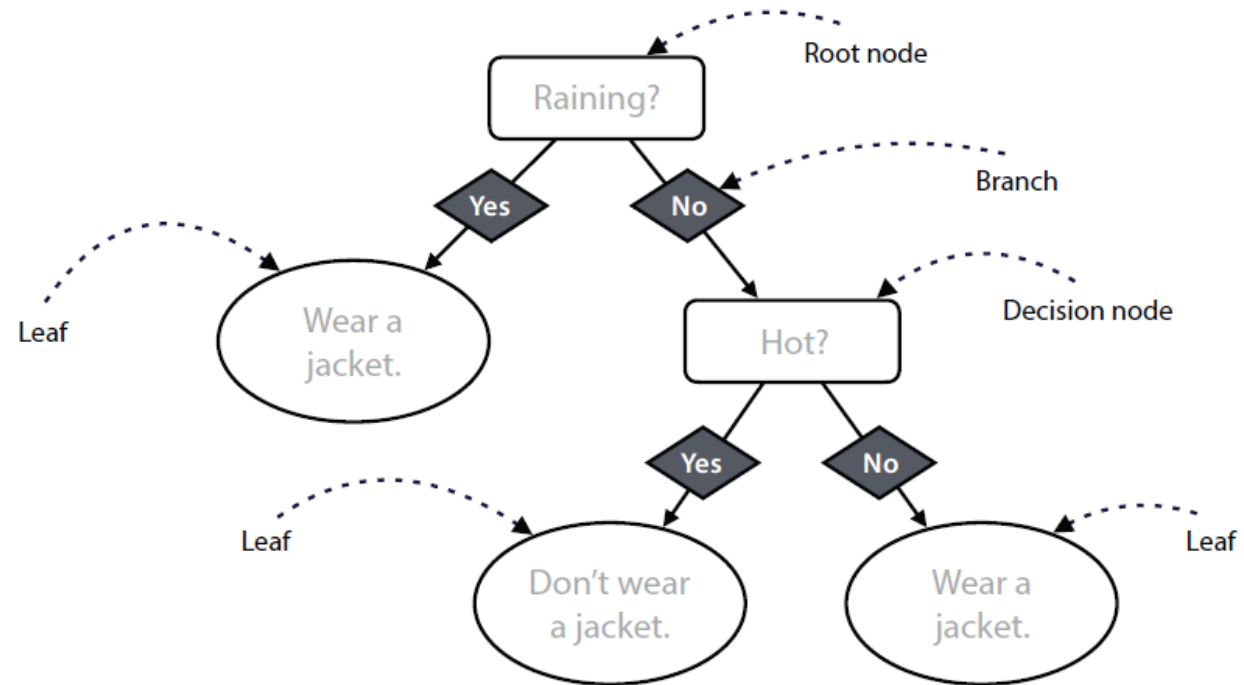 Root node
Raining?
Branch
Yes
No
Leaf
Wear a
jacket.
Decision node
Hot?
Yes
No
Leaf
Leaf
Don’t wear
a jacket.
Wear a
jacket.